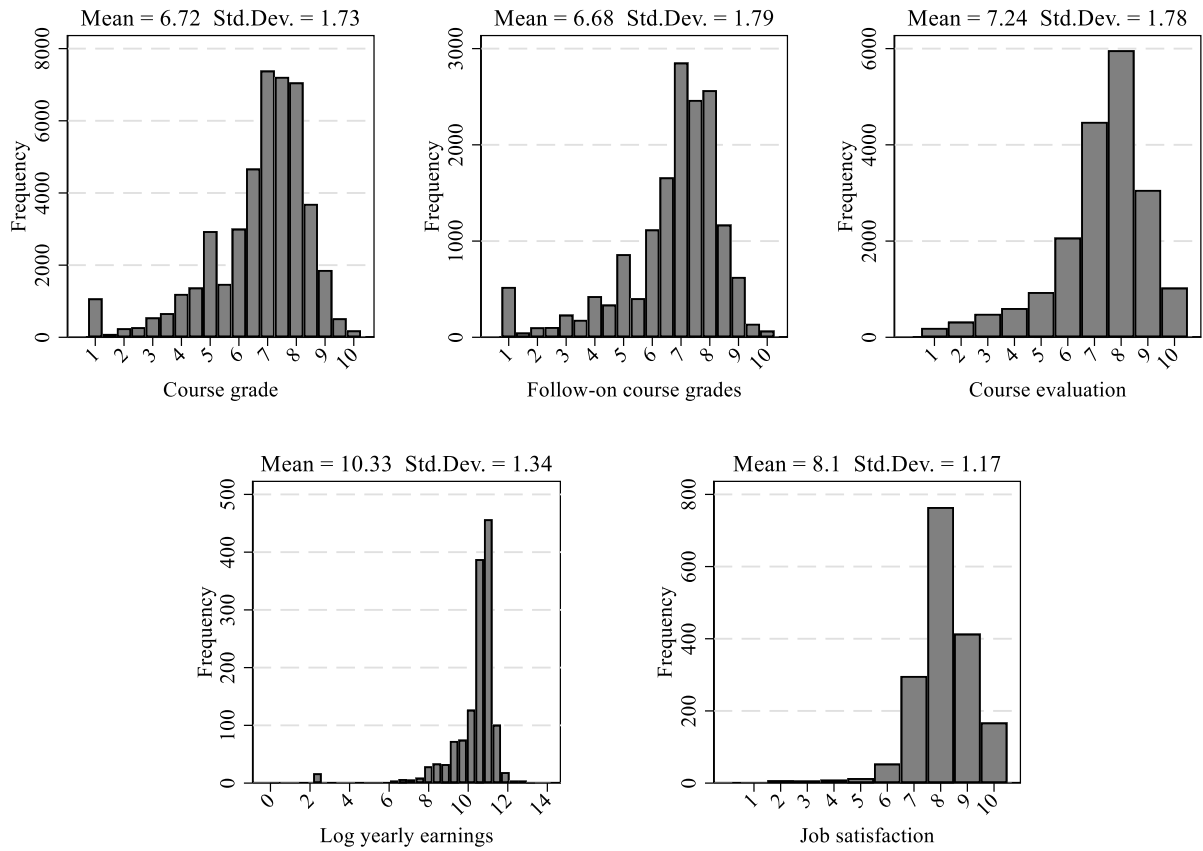 Mean = 6.72 Std.Dev. = 1.73
Frequency
0 2000 4000 6000 8000
1 2 3 4 5 6 7 8 9 10
Course grade
Mean = 6.68 Std.Dev. = 1.79
Frequency
0 1000 2000 3000
1 2 3 4 5 6 7 8 9 10
Follow-on course grades
Mean = 7.24 Std.Dev. = 1.78
Frequency
0 2000 4000 6000
1 2 3 4 5 6 7 8 9 10
Course evaluation
Mean = 10.33 Std.Dev. = 1.34
Frequency
0 100 200 300 400 500
0 2 4 6 8 10 12 14
Log yearly earnings
Mean = 8.1 Std.Dev. = 1.17
Frequency
0 200 400 600 800
1 2 3 4 5 6 7 8 9 10
Job satisfaction